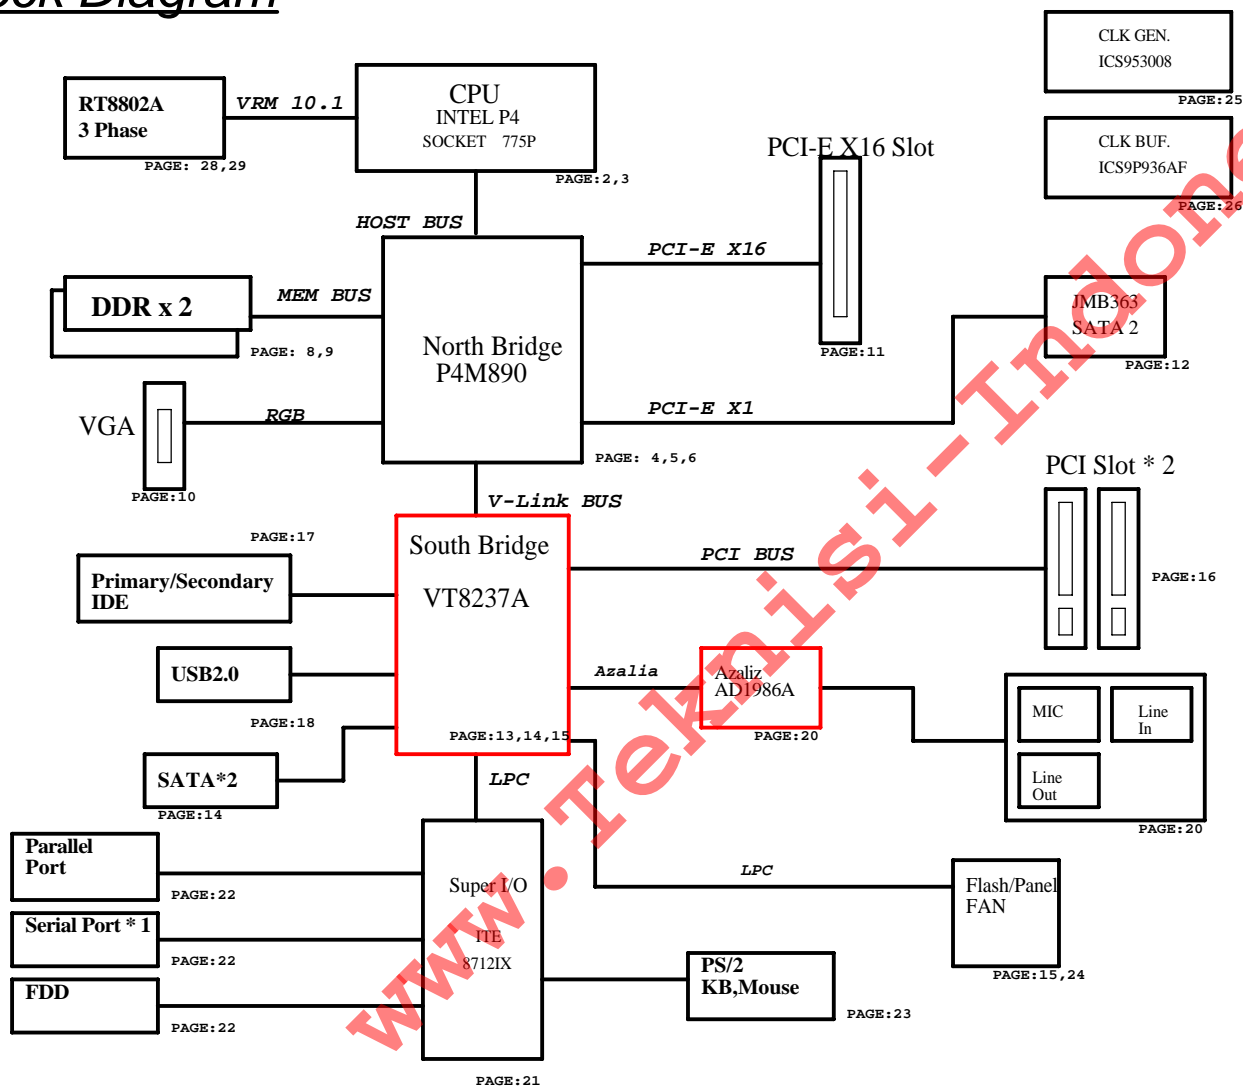 ock Diagram
CLK GEN.
ICS953008
PAGE:25
RT8802A
3 Phase
PAGE: 28,29
VRM 10.1
CPU
INTEL P4
SOCKET 775P
PAGE:2,3
CLK BUF.
ICS9P936AF
PAGE:26
PCI-E X16 Slot
HOST BUS
PCI-E X16
PAGE:11
DDR x 2
PAGE: 8,9
MEM BUS
North Bridge
P4M890
PAGE: 4,5,6
JMB363
SATA 2
PAGE:12
VGA
PAGE:10
RGB
PCI-E X1
V-Link BUS
PCI Slot * 2
PAGE:16
PAGE:17
Primary/Secondary
IDE
South Bridge
VT8237A
PAGE:13,14,15
PCI BUS
USB2.0
PAGE:18
Azalia
Azaliz
AD1986A
PAGE:20
MIC
Line
In
Line
Out
PAGE:20
SATA*2
PAGE:14
LPC
Parallel
Port
PAGE:22
Serial Port * 1
PAGE:22
FDD
PAGE:22
Super I/O
ITE
8712IX
PAGE:21
LPC
Flash/Panel
FAN
PAGE:15,24
PS/2
KB,Mouse
PAGE:23
www.Teknisi-Indone